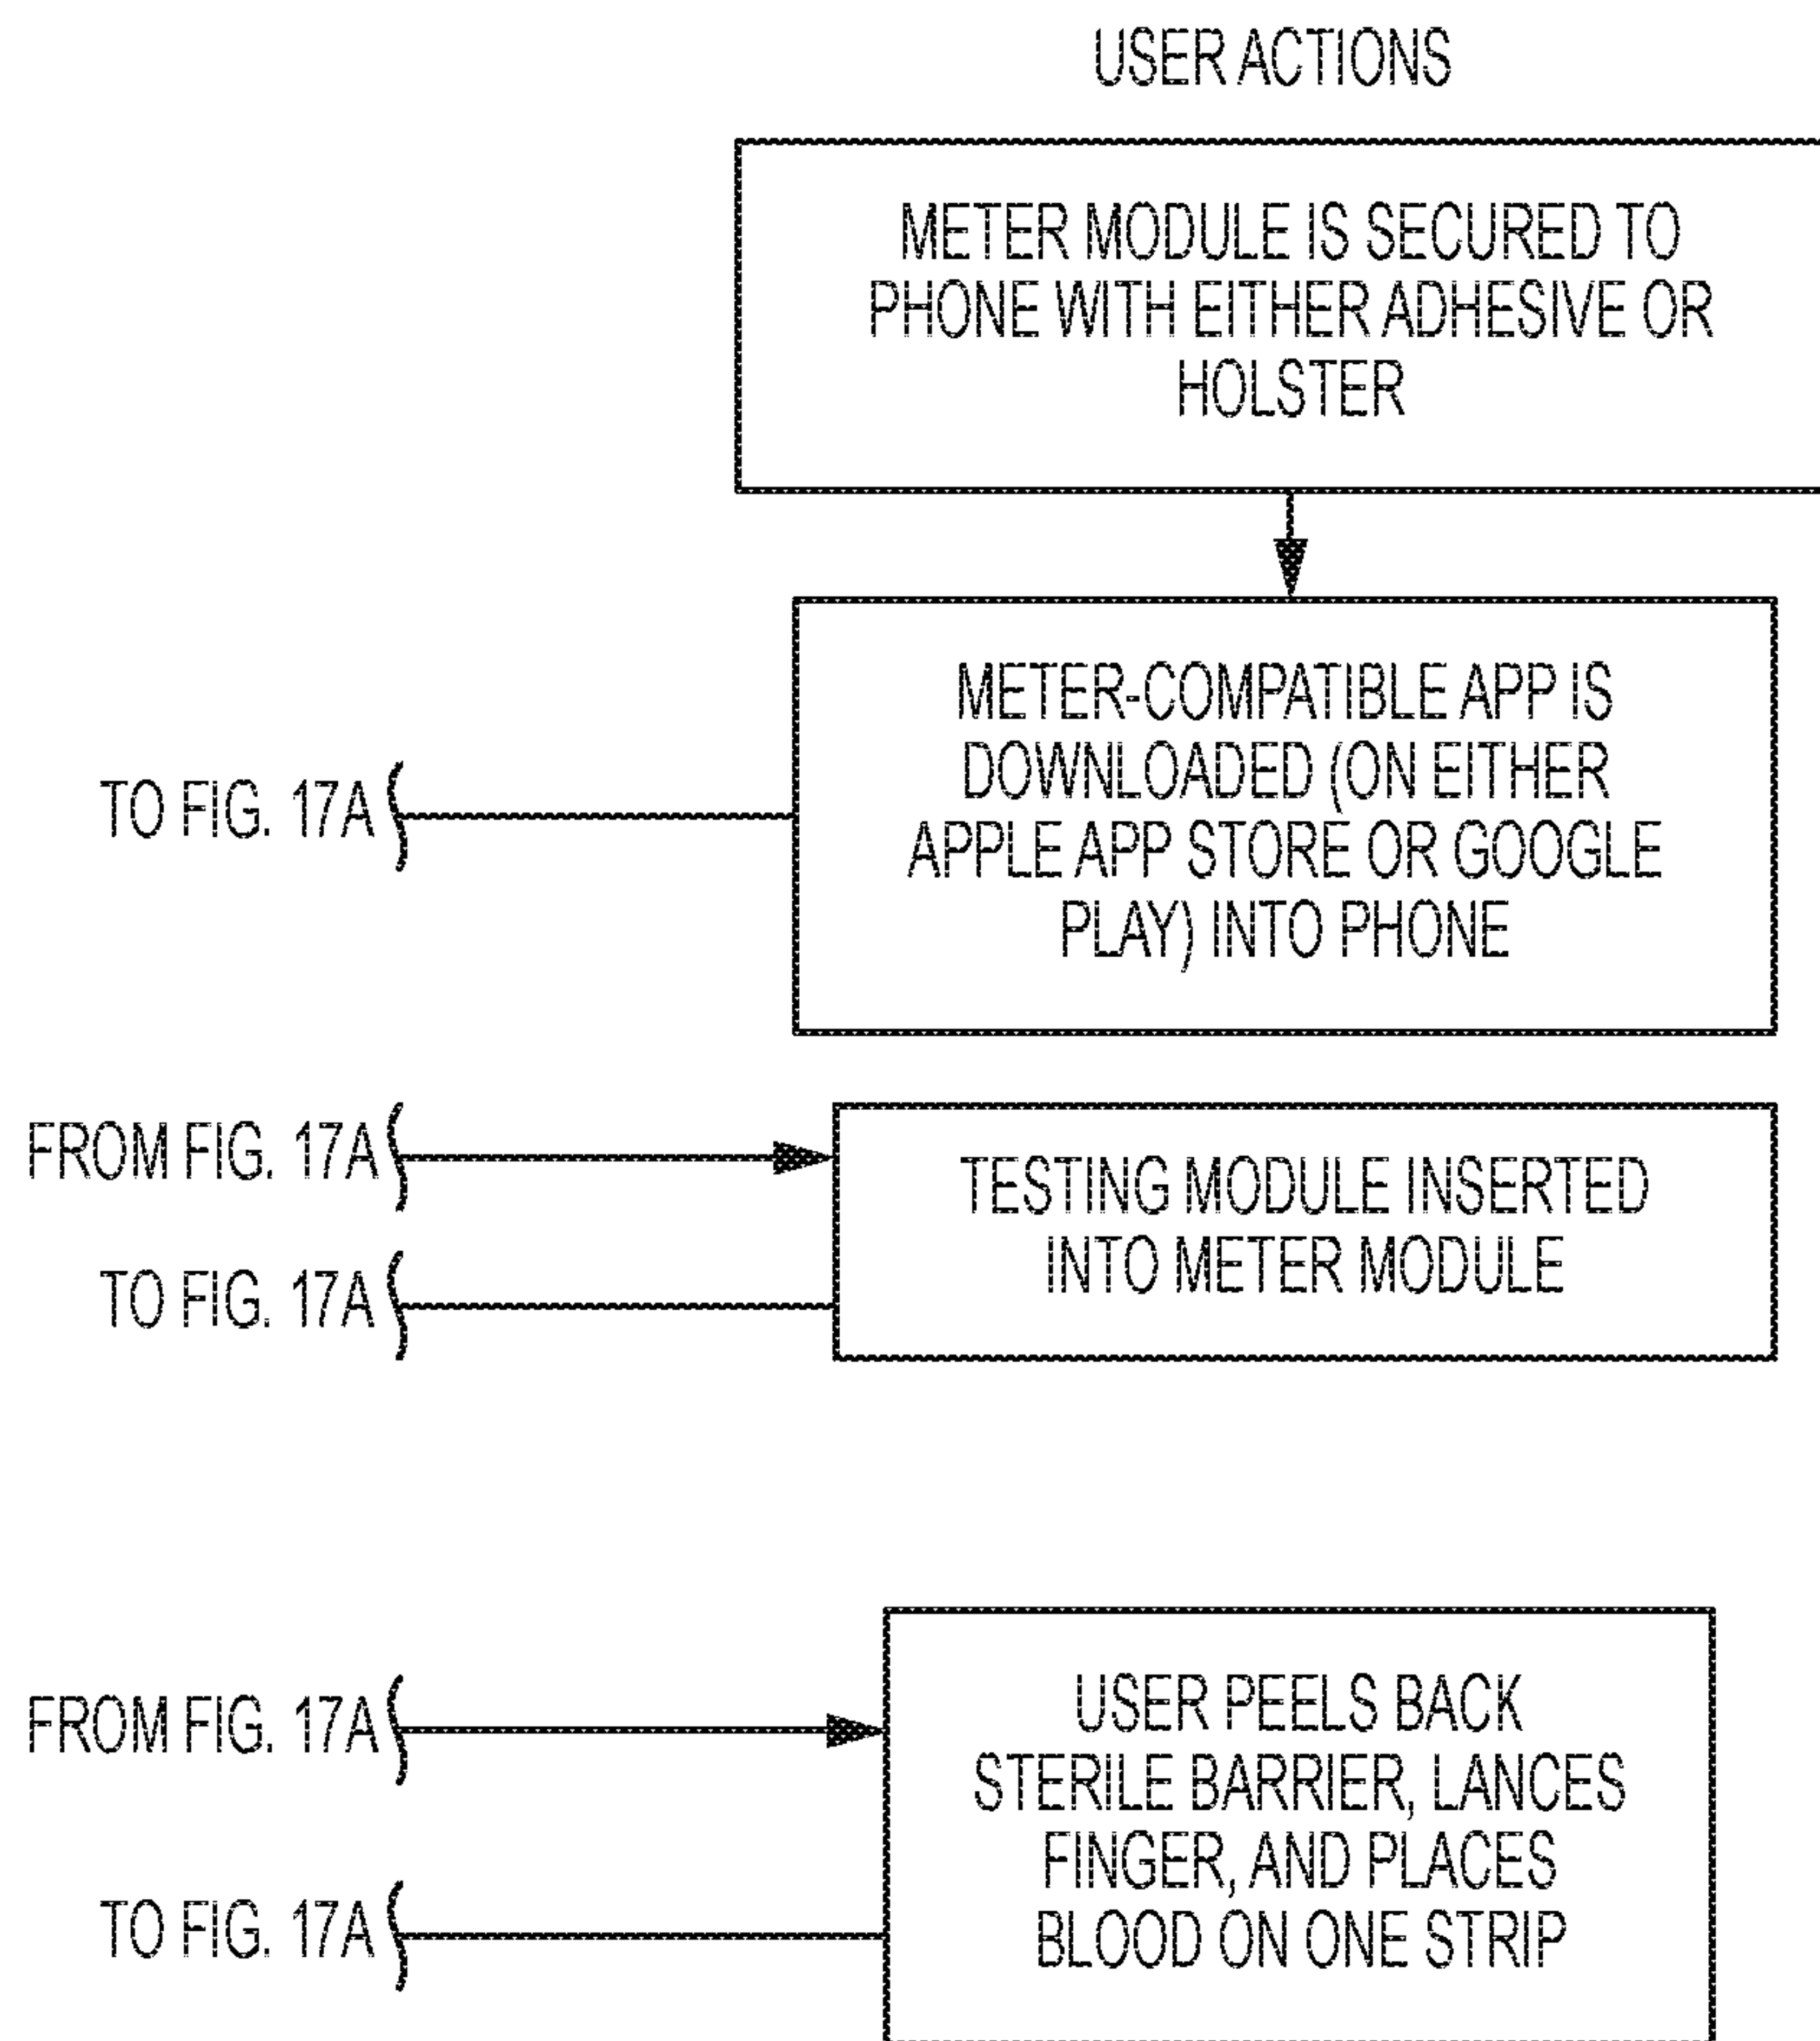 USER ACTIONS
METER MODULE IS SECURED TO
PHONE WITH EITHER ADHESIVE OR
HOLSTER
METER-COMPATIBLE APP IS
DOWNLOADED (ON EITHER
APPLE APP STORE OR GOOGLE
PLAY) INTO PHONE
TO FIG. 17A
FROM FIG. 17A
TESTING MODULE INSERTED
INTO METER MODULE
TO FIG. 17A
FROM FIG. 17A
USER PEELS BACK
STERILE BARRIER, LANCES
FINGER, AND PLACES
BLOOD ON ONE STRIP
TO FIG. 17A